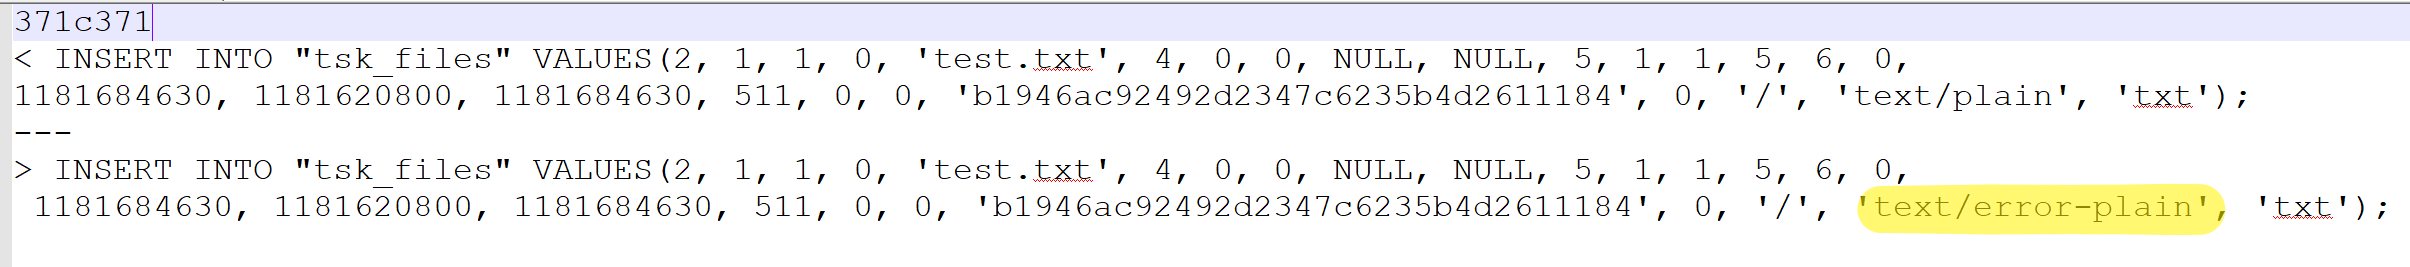 371c371
< INSERT INTO "tsk_files" VALUES(2, 1, 1, 0, 'test.txt', 4, 0, 0, NULL, NULL, 5, 1, 1, 5, 6, 0,
1181684630, 1181620800, 1181684630, 511, 0, 0, 'b1946ac92492d2347c6235b4d2611184', 0, '/', 'text/plain', 'txt');
---
> INSERT INTO "tsk_files" VALUES(2, 1, 1, 0, 'test.txt', 4, 0, 0, NULL, NULL, 5, 1, 1, 5, 6, 0,
1181684630, 1181620800, 1181684630, 511, 0, 0, 'b1946ac92492d2347c6235b4d2611184', 0, '/', 'text/error-plain', 'txt');